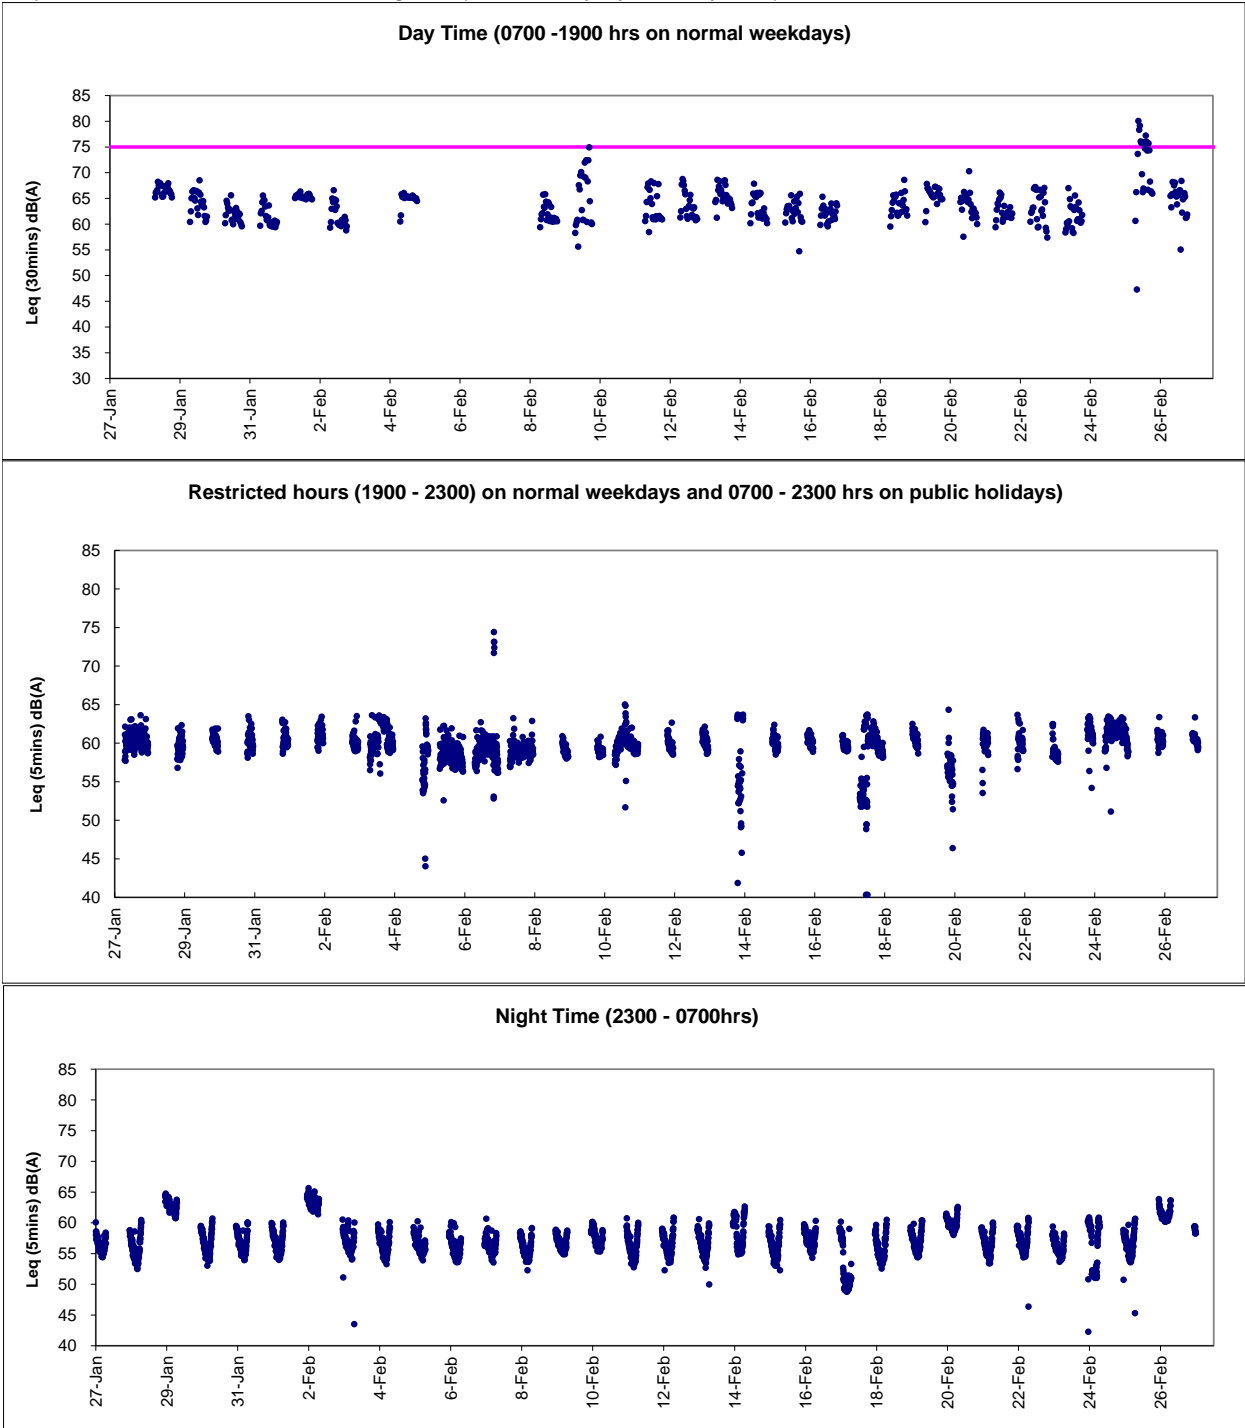 Day Time (0700 -1900 hrs on normal weekdays)
Leq (30mins) dB(A)
85
80
75
70
65
60
55
50
45
40
35
30
27-Jan
29-Jan
31-Jan
2-Feb
4-Feb
6-Feb
8-Feb
10-Feb
12-Feb
14-Feb
16-Feb
18-Feb
20-Feb
22-Feb
24-Feb
26-Feb
Restricted hours (1900 - 2300) on normal weekdays and 0700 - 2300 hrs on public holidays)
Leq (5mins) dB(A)
85
80
75
70
65
60
55
50
45
40
27-Jan
29-Jan
31-Jan
2-Feb
4-Feb
6-Feb
8-Feb
10-Feb
12-Feb
14-Feb
16-Feb
18-Feb
20-Feb
22-Feb
24-Feb
26-Feb
Night Time (2300 - 0700hrs)
Leq (5mins) dB(A)
85
80
75
70
65
60
55
50
45
40
27-Jan
29-Jan
31-Jan
2-Feb
4-Feb
6-Feb
8-Feb
10-Feb
12-Feb
14-Feb
16-Feb
18-Feb
20-Feb
22-Feb
24-Feb
26-Feb